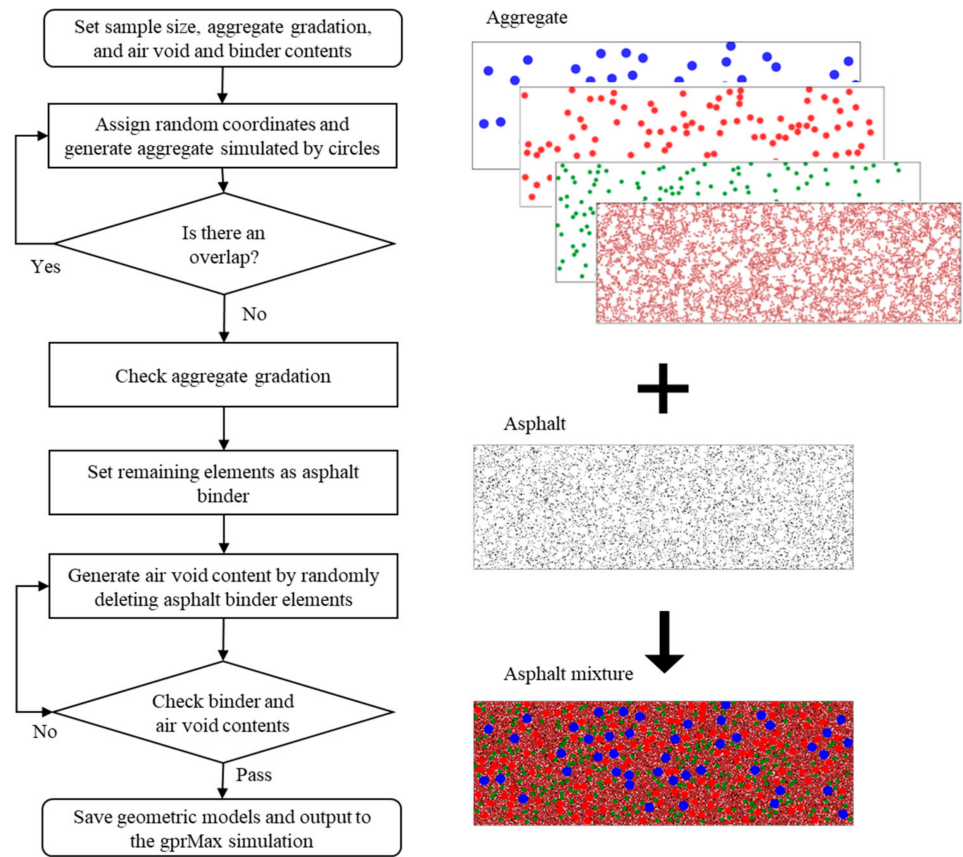 Set sample size, aggregate gradation,
and air void and binder contents
Assign random coordinates and
generate aggregate simulated by circles
Is there an
overlap?
Yes
No
Check aggregate gradation
Set remaining elements as asphalt
binder
Generate air void content by randomly
deleting asphalt binder elements
Check binder and
air void contents
No
Pass
Save geometric models and output to
the gprMax simulation
Aggregate
Asphalt
Asphalt mixture